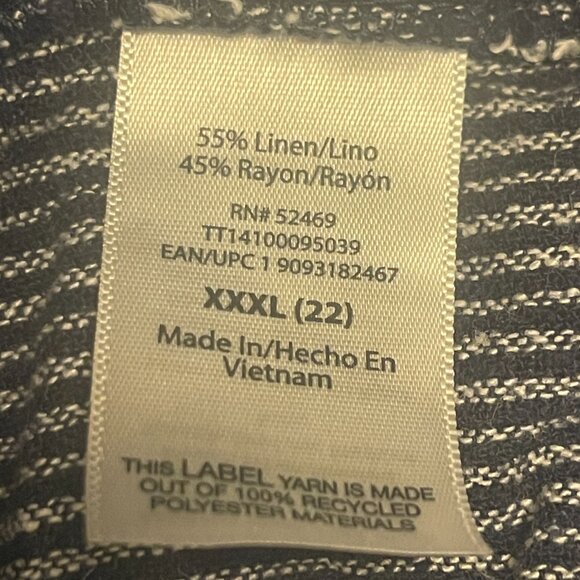 55% Linen/Lino
45% Rayon/Rayón
RN# 52469
TT14100095039
EAN/UPC 1 9093182467
XXXL (22)
Made In/Hecho En
Vietnam
THIS LABEL YARN IS MADE
OUT OF 100% RECYCLED
POLYESTER MATERIALS